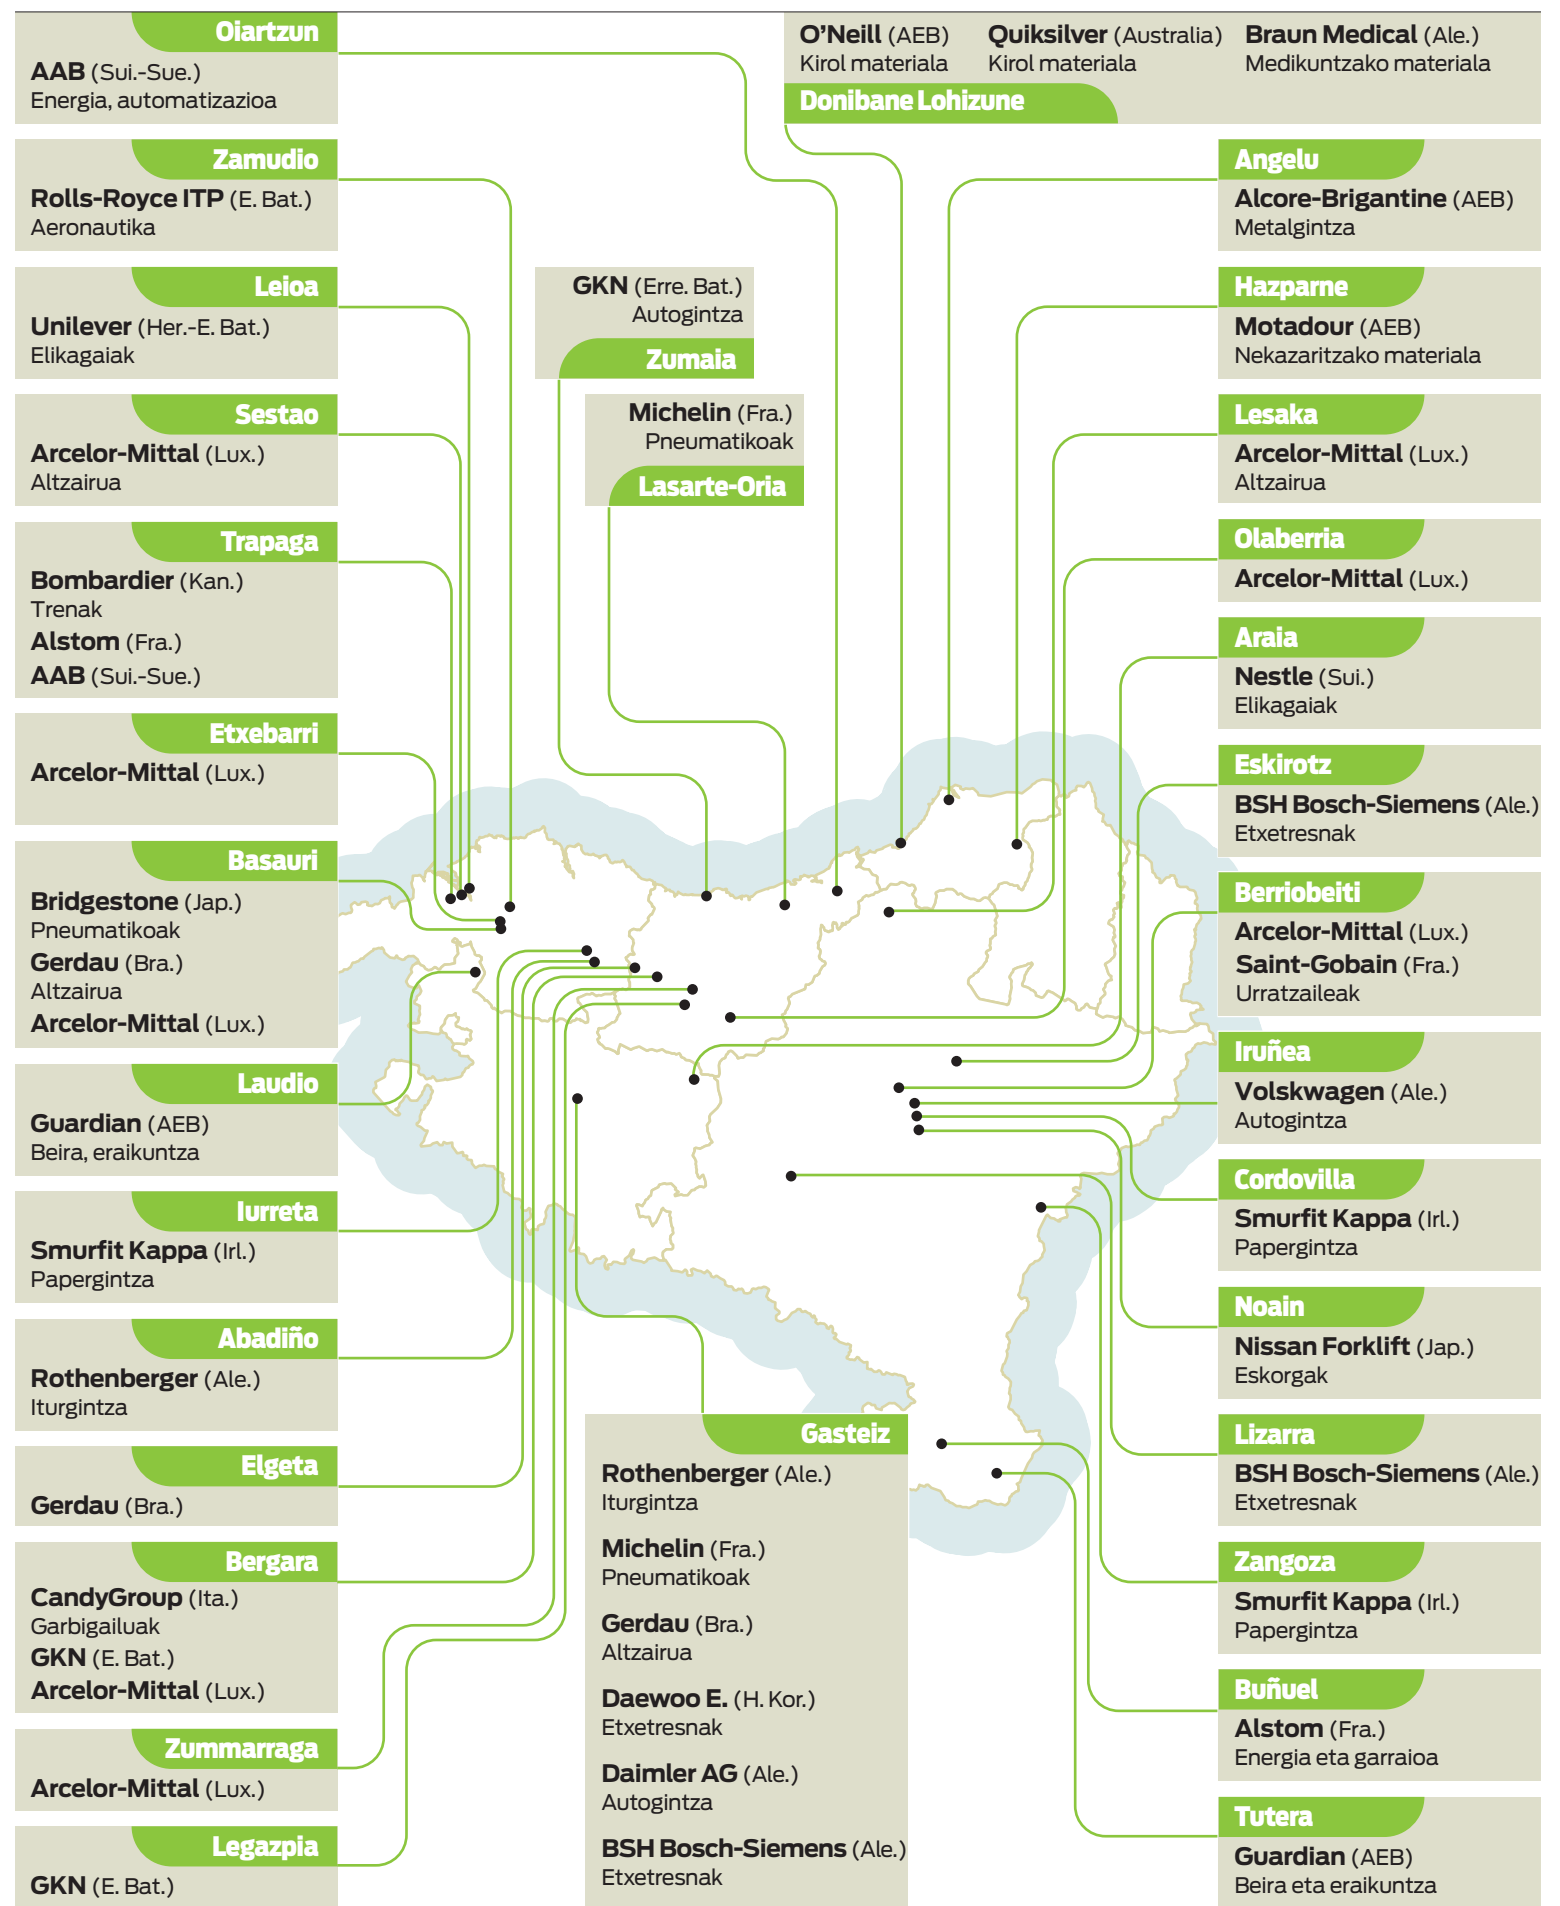 Oiartzun
AAB (Sui.-Sue.)
Energia, automatizazioa
Zamudio
Rolls-Royce ITP (E. Bat.)
Aeronautika
Leioa
Unilever (Her.-E. Bat.)
Elikagaiak
Sestao
Arcelor-Mittal (Lux.)
Altzairua
Trapaga
Bombardier (Kan.)
Trenak
Alstom (Fra.)
AAB (Sui.-Sue.)
Etxebarri
Arcelor-Mittal (Lux.)
Basauri
Bridgestone (Jap.)
Pneumatikoak
Gerdau (Bra.)
Altzairua
Arcelor-Mittal (Lux.)
Laudio
Guardian (AEB)
Beira, eraikuntza
Iurreta
Smurfit Kappa (Irl.)
Papergintza
Abadiño
Rothenberger (Ale.)
Iturgintza
Elgeta
Gerdau (Bra.)
Bergara
CandyGroup (Ita.)
Garbigailuak
GKN (E. Bat.)
Arcelor-Mittal (Lux.)
Zummarraga
Arcelor-Mittal (Lux.)
Legazpia
GKN (E. Bat.)
GKN (Erre. Bat.)
Autogintza
Zumaia
Michelin (Fra.)
Pneumatikoak
Lasarte-Oria
Gasteiz
Rothenberger (Ale.)
Iturgintza
Michelin (Fra.)
Pneumatikoak
Gerdau (Bra.)
Altzairua
Daewoo E. (H. Kor.)
Etxetresnak
Daimler AG (Ale.)
Autogintza
BSH Bosch-Siemens (Ale.)
Etxetresnak
O'Neill (AEB)
Kirol materiala
Quiksilver (Australia)
Kirol materiala
Braun Medical (Ale.)
Medikuntzako materiala
Donibane Lohizune
Angelu
Alcore-Brigantine (AEB)
Metalgintza
Hazparne
Motadour (AEB)
Nekazaritzako materiala
Lesaka
Arcelor-Mittal (Lux.)
Altzairua
Olaberria
Arcelor-Mittal (Lux.)
Araia
Nestle (Sui.)
Elikagaiak
Eskirotz
BSH Bosch-Siemens (Ale.)
Etxetresnak
Berriobeiti
Arcelor-Mittal (Lux.)
Saint-Gobain (Fra.)
Urratzaileak
Iruñea
Volskwagen (Ale.)
Autogintza
Cordovilla
Smurfit Kappa (Irl.)
Papergintza
Noain
Nissan Forklift (Jap.)
Eskorgak
Lizarra
BSH Bosch-Siemens (Ale.)
Etxetresnak
Zangoza
Smurfit Kappa (Irl.)
Papergintza
Buñuel
Alstom (Fra.)
Energia eta garraioa
Tutera
Guardian (AEB)
Beira eta eraikuntza